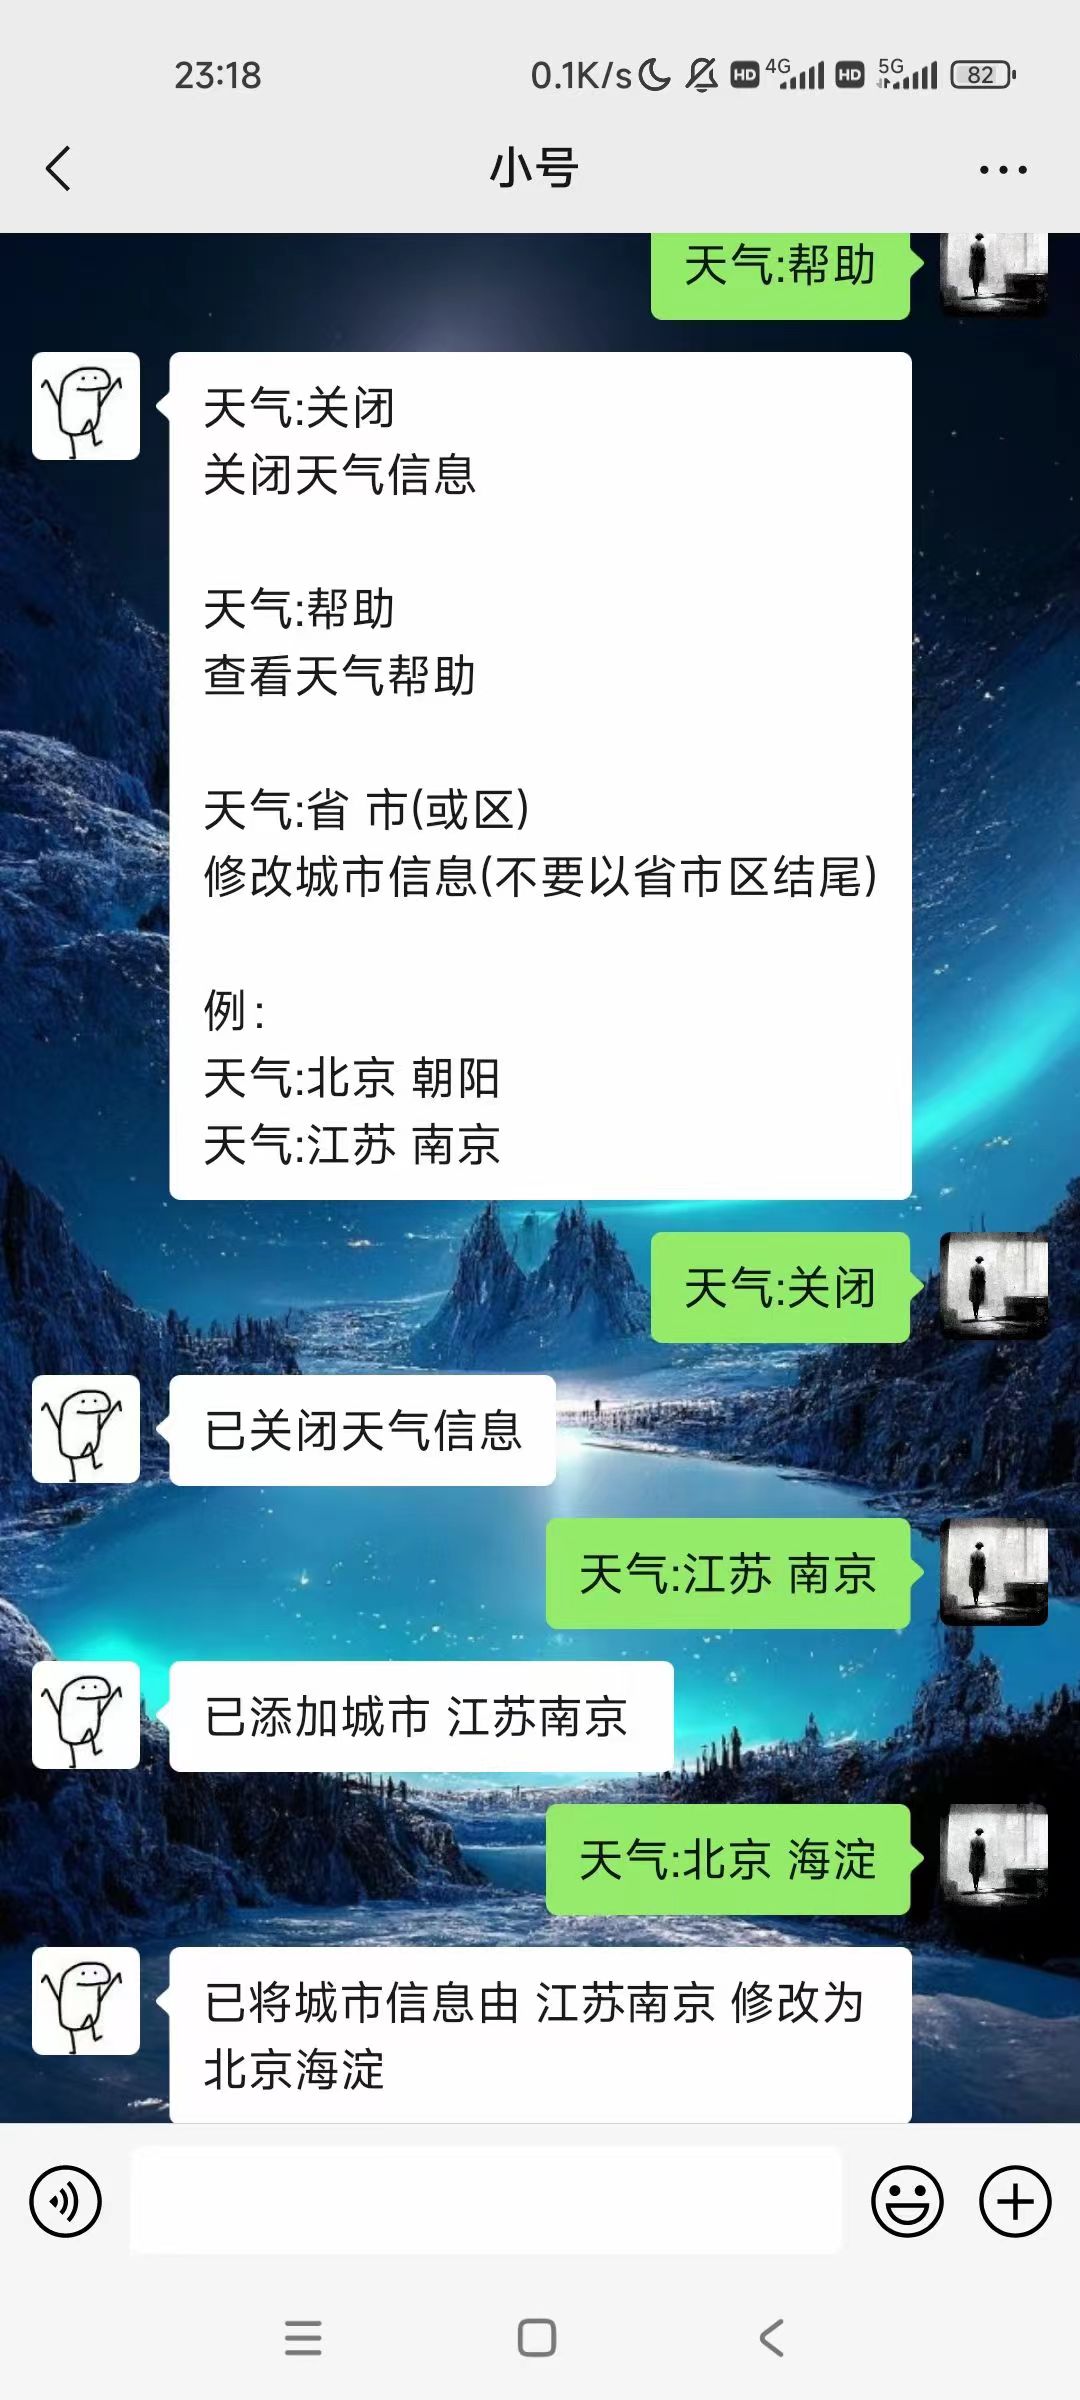 23:18
0.1K/s
HD
4G
HD
5G
82
小号
天气:帮助
天气:关闭
关闭天气信息
天气:帮助
查看天气帮助
天气:省 市(或区)
修改城市信息(不要以省市区结尾)
例:
天气:北京 朝阳
天气:江苏 南京
天气:关闭
已关闭天气信息
天气:江苏 南京
已添加城市 江苏南京
天气:北京 海淀
已将城市信息由 江苏南京 修改为
北京海淀